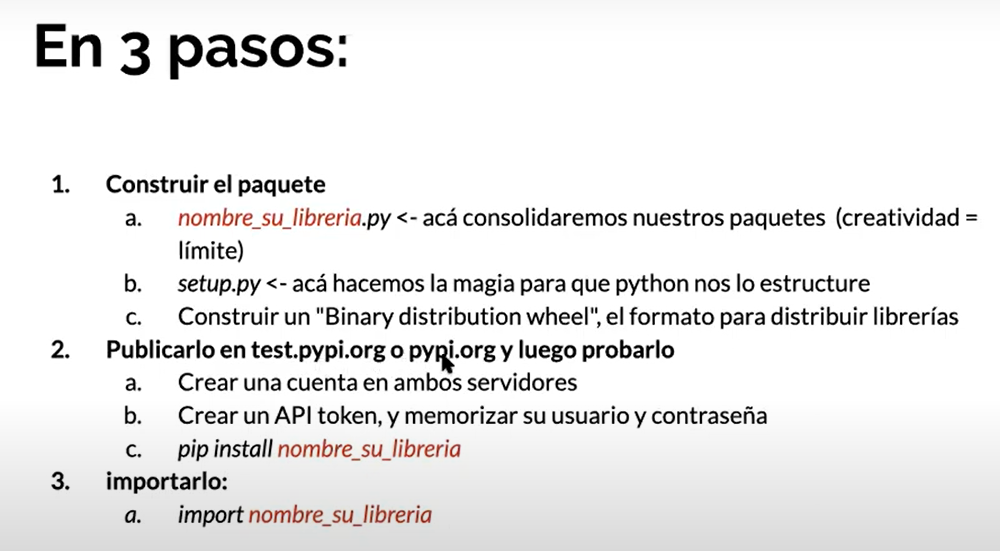 En 3 pasos:
1. Construir el paquete
a. nombre_su_libreria.py <- acá consolidaremos nuestros paquetes (creatividad =
límite)
b. setup.py <- acá hacemos la magia para que python nos lo estructure
c. Construir un "Binary distribution wheel", el formato para distribuir librerías
2. Publicarlo en test.pypi.org o pypi.org y luego probarlo
a. Crear una cuenta en ambos servidores
b. Crear un API token, y memorizar su usuario y contraseña
c. pip install nombre_su_libreria
3. importarlo:
a. import nombre_su_libreria